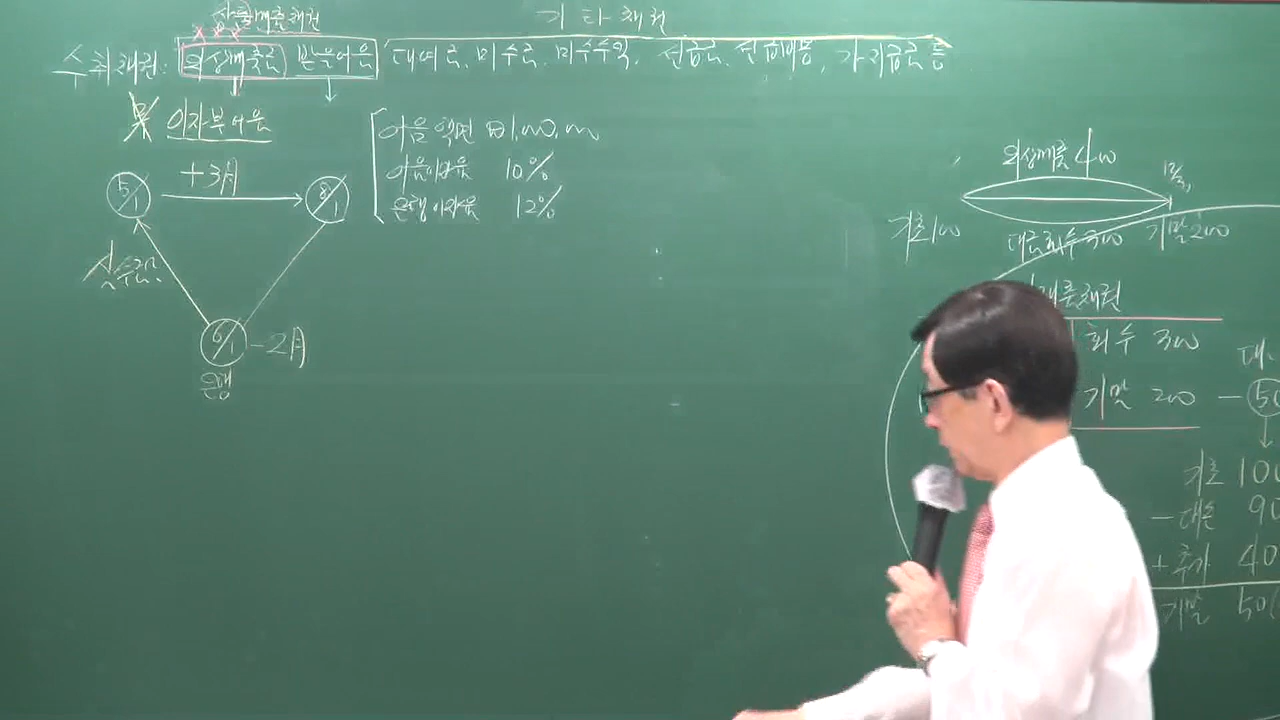 매출채권
기타채권
수취채권: 외상매출금 받을어음 대여금, 미수금, 미수수익, 선급금, 선급비용, 가지급금 등
이자부어음
5/1 +3月 8/1
실수금?
6/1 -2月
은행
어음액면 ₩1,000,000
어음이자율 10%
은행이자율 12%
외상매출 400
12/31
기초 100
대금회수 300 기말 200
매출채권
회수 300
기말 200
대
- 50
기초 100
- 대손 90
+ 추가 40
기말 50